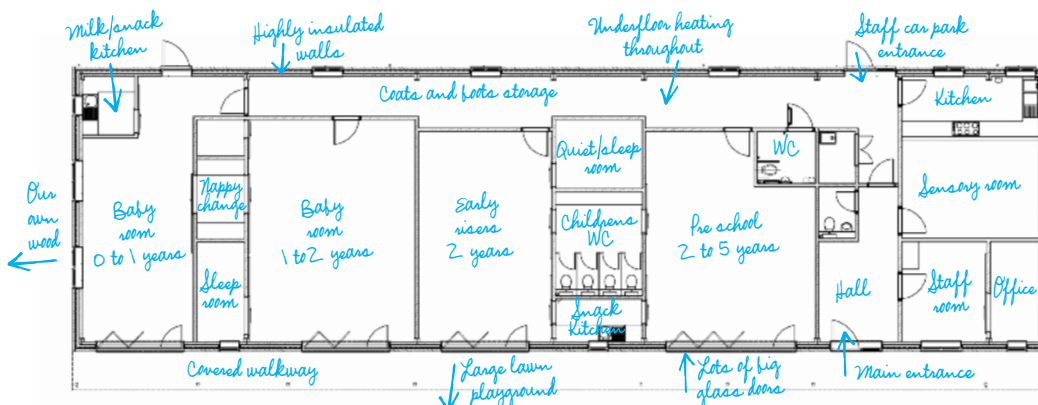 Milk/snack
kitchen
Highly insulated
walls
Underfloor heating
throughout
Staff car park
entrance
Coats and boots storage
Kitchen
Quiet/sleep
room
WC
Nappy
change
Sensory room
Our
own
wood
Baby
room
0 to 1 years
Baby
room
1 to 2 years
Early
risers
2 years
Childrens
WC
Pre school
2 to 5 years
Sleep
room
Snack
Kitchen
Hall
Staff
room
Office
Covered walkway
Large lawn
playground
Lots of big
glass doors
Main entrance